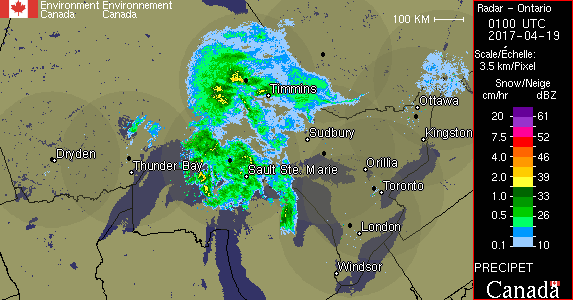 Environment Environnement
Canada Canada
100 KM
Radar - Ontario
0100 UTC
2017-04-19
Scale/Échelle:
3.5 km/Pixel
Snow/Neige
cm/hr dBZ
20 61
7.5 52
4.0 46
2.0 39
1.0 33
0.5 26
0.1 10
PRECIPET
Canada
Timmins
Ottawa
Sudbury
Kingston
Dryden
Thunder Bay
Sault Ste. Marie
Orillia
Toronto
London
Windsor